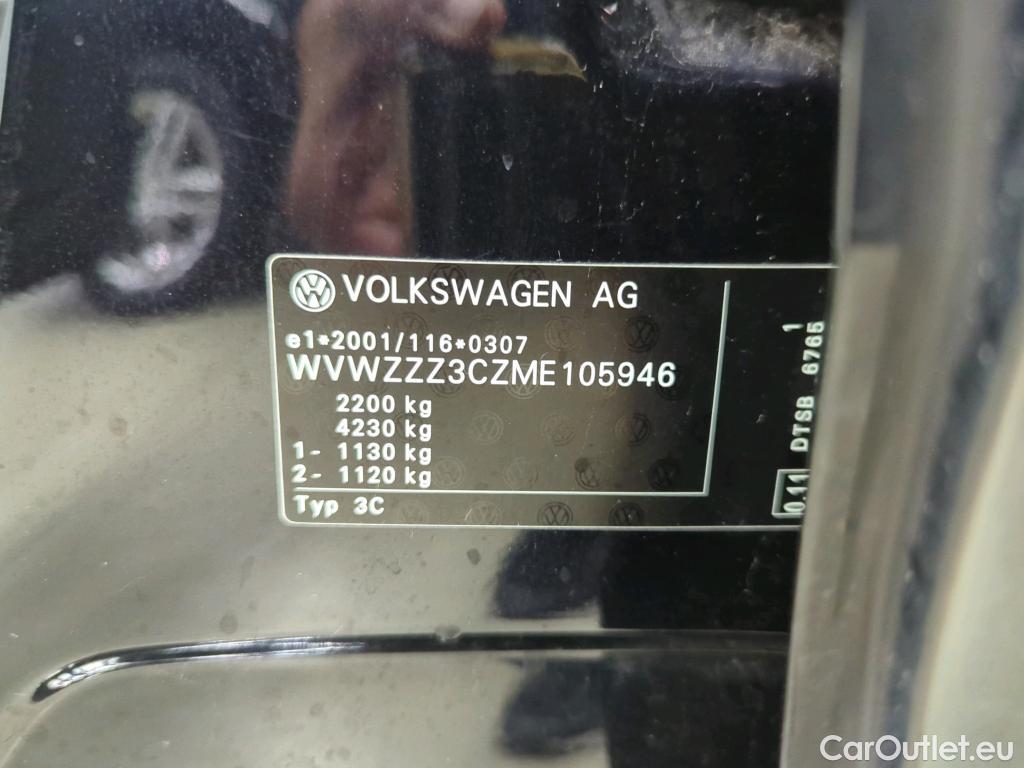 VOLKSWAGEN AG
e1*2001/116*0307
WVWZZZ3CZME105946
2200 kg
4230 kg
1- 1130 kg
2- 1120 kg
Typ 3C
0.11 DTSB 6765
1
CarOutlet.eu